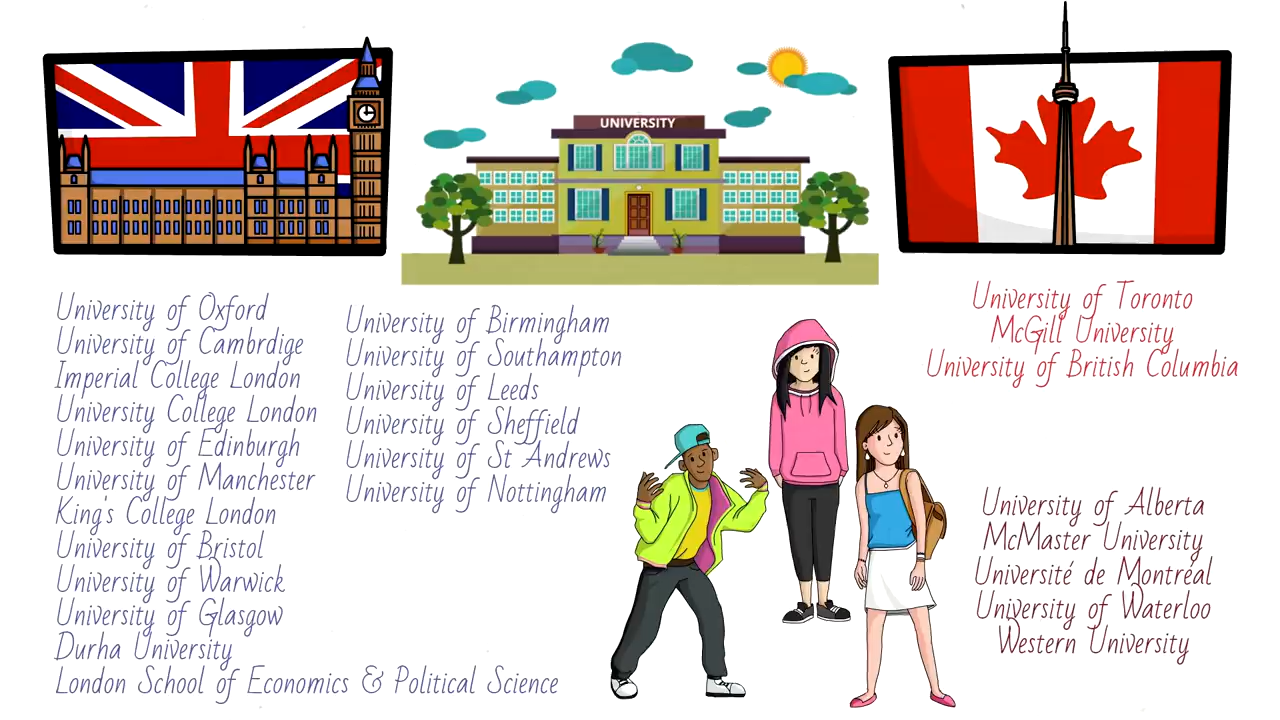 UNIVERSITY
University of Oxford
University of Cambrdige
Imperial College London
University College London
University of Edinburgh
University of Manchester
King's College London
University of Bristol
University of Warwick
University of Glasgow
Durha University
London School of Economics & Political Science
University of Birmingham
University of Southampton
University of Leeds
University of Sheffield
University of St Andrews
University of Nottingham
University of Toronto
McGill University
University of British Columbia
University of Alberta
McMaster University
Université de Montréal
University of Waterloo
Western University